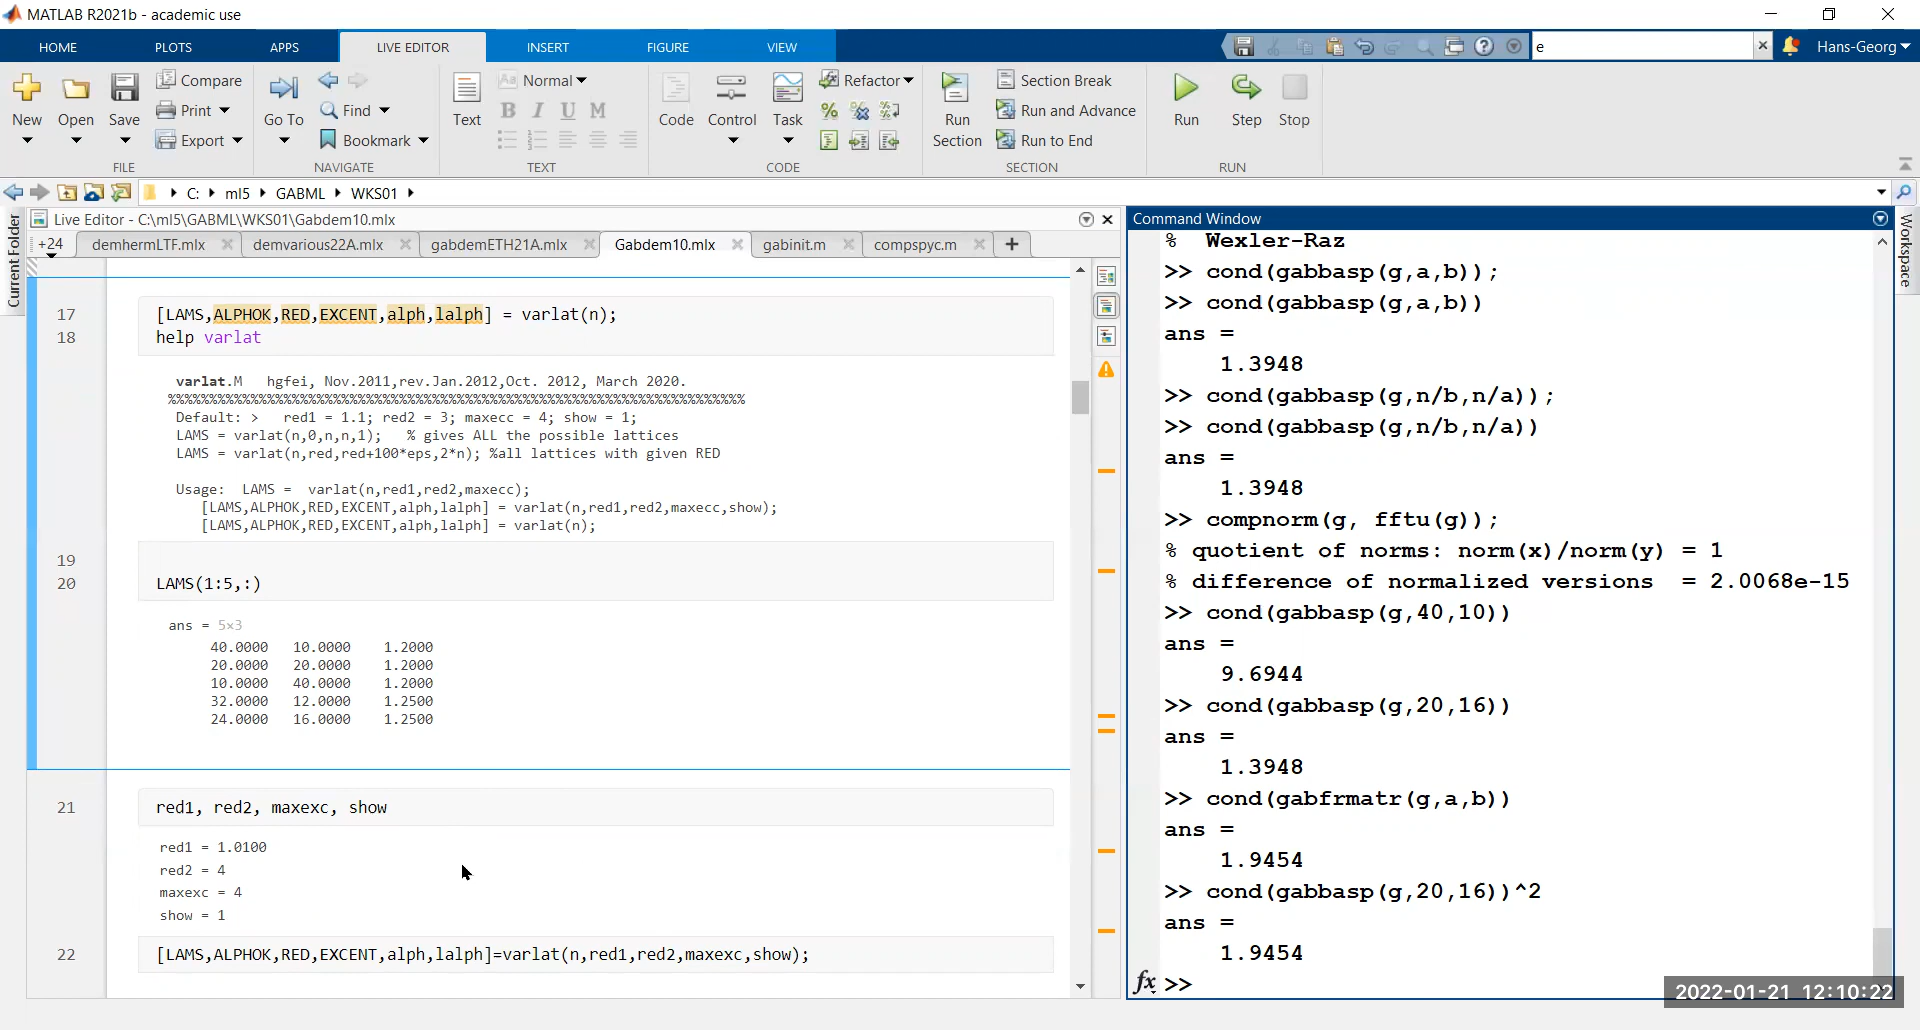 MATLAB R2021b - academic use
HOME PLOTS APPS LIVE EDITOR INSERT FIGURE VIEW e Hans-Georg
New Open Save Compare Print Export FILE
Go To Find Bookmark NAVIGATE
Text Aa Normal B I U M TEXT
Code Control Task Refactor CODE
Run Section Section Break Run and Advance Run to End SECTION
Run Step Stop RUN
C: ml5 GABML WKS01
Current Folder
Live Editor - C:\ml5\GABML\WKS01\Gabdem10.mlx
+24 demhermLTF.mlx demvarious22A.mlx gabdemETH21A.mlx Gabdem10.mlx gabinit.m compspyc.m +
17 [LAMS,ALPHOK,RED,EXCENT,alph,lalph] = varlat(n);
18 help varlat
varlat.M hgfei, Nov.2011,rev.Jan.2012,Oct. 2012, March 2020.
Default: > red1 = 1.1; red2 = 3; maxecc = 4; show = 1;
LAMS = varlat(n,0,n,n,1); % gives ALL the possible lattices
LAMS = varlat(n,red,red+100*eps,2*n); %all lattices with given RED
Usage: LAMS = varlat(n,red1,red2,maxecc);
[LAMS,ALPHOK,RED,EXCENT,alph,lalph] = varlat(n,red1,red2,maxecc,show);
[LAMS,ALPHOK,RED,EXCENT,alph,lalph] = varlat(n);
19
20 LAMS(1:5,:)
ans = 5×3
40.0000 10.0000 1.2000
20.0000 20.0000 1.2000
10.0000 40.0000 1.2000
32.0000 12.0000 1.2500
24.0000 16.0000 1.2500
21 red1, red2, maxexc, show
red1 = 1.0100
red2 = 4
maxexc = 4
show = 1
22 [LAMS,ALPHOK,RED,EXCENT,alph,lalph]=varlat(n,red1,red2,maxexc,show);
Command Window
% Wexler-Raz
>> cond(gabbasp(g,a,b));
>> cond(gabbasp(g,a,b))
ans =
1.3948
>> cond(gabbasp(g,n/b,n/a));
>> cond(gabbasp(g,n/b,n/a))
ans =
1.3948
>> compnorm(g, fftu(g));
% quotient of norms: norm(x)/norm(y) = 1
% difference of normalized versions = 2.0068e-15
>> cond(gabbasp(g,40,10))
ans =
9.6944
>> cond(gabbasp(g,20,16))
ans =
1.3948
>> cond(gabfrmatr(g,a,b))
ans =
1.9454
>> cond(gabbasp(g,20,16))^2
ans =
1.9454
fx >>
Workspace
2022-01-21 12:10:22